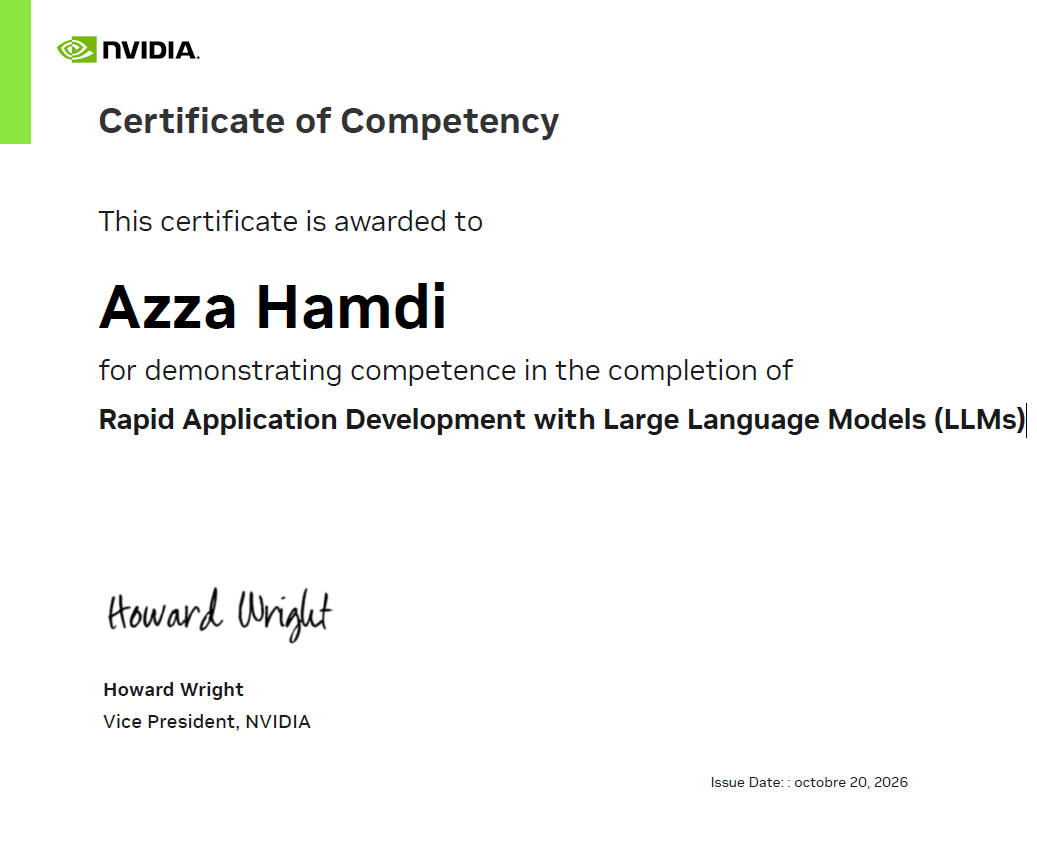 NVIDIA.
Certificate of Competency
This certificate is awarded to
Azza Hamdi
for demonstrating competence in the completion of
Rapid Application Development with Large Language Models (LLMs)
Howard Wright
Howard Wright
Vice President, NVIDIA
Issue Date: : octobre 20, 2026